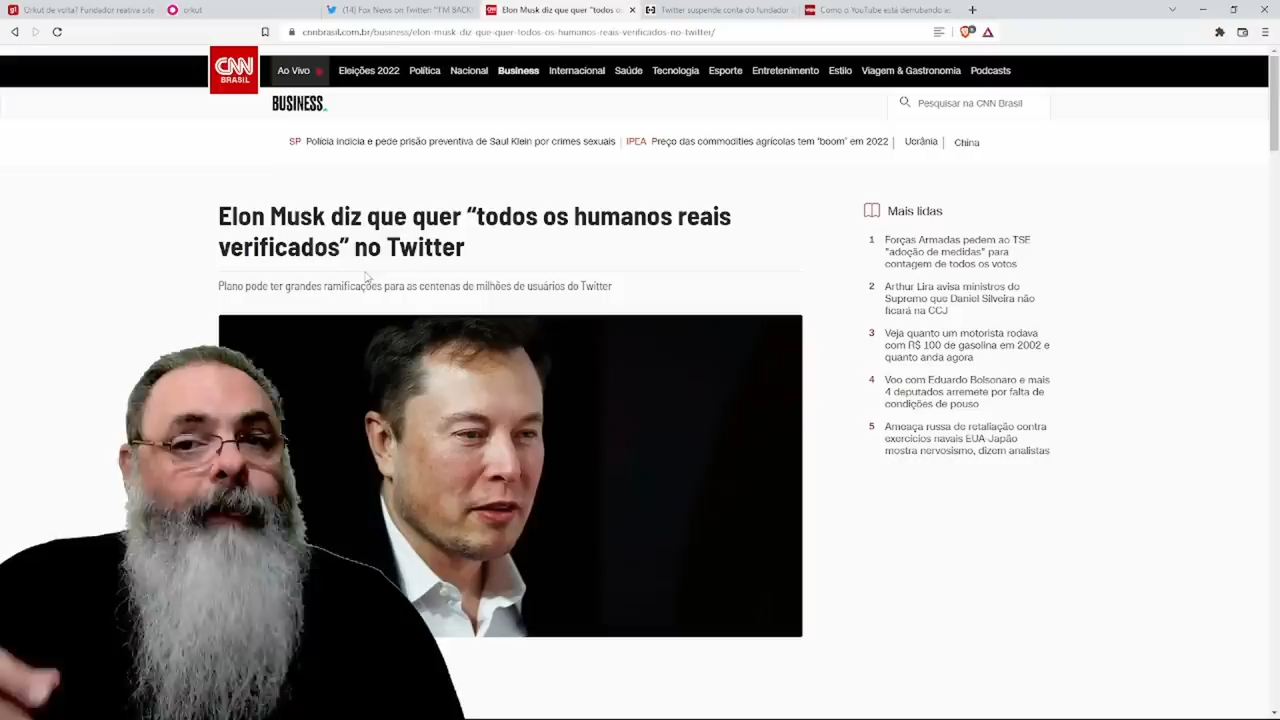 Orkut de volta? Fundador reativa site
orkut
(14) Fox News on Twitter: "'I'M BACK!
Elon Musk diz que quer "todos os
Twitter suspende conta do fundador
Como o YouTube está derrubando as
cnnbrasil.com.br/business/elon-musk-diz-que-quer-todos-os-humanos-reais-verificados-no-twitter/
CNN
BRASIL
Ao Vivo
Eleições 2022
Política
Nacional
Business
Internacional
Saúde
Tecnologia
Esporte
Entretenimento
Estilo
Viagem & Gastronomia
Podcasts
BUSINESS.
Pesquisar na CNN Brasil
SP Polícia indicia e pede prisão preventiva de Saul Klein por crimes sexuais | IPEA Preço das commodities agrícolas tem 'boom' em 2022 | Ucrânia | China
Elon Musk diz que quer “todos os humanos reais
verificados” no Twitter
Plano pode ter grandes ramificações para as centenas de milhões de usuários do Twitter
Mais lidas
1 Forças Armadas pedem ao TSE
"adoção de medidas" para
contagem de todos os votos
2 Arthur Lira avisa ministros do
Supremo que Daniel Silveira não
ficará na CCJ
3 Veja quanto um motorista rodava
com R$ 100 de gasolina em 2002 e
quanto anda agora
4 Voo com Eduardo Bolsonaro e mais
4 deputados arremete por falta de
condições de pouso
5 Ameaça russa de retaliação contra
exercícios navais EUA-Japão
mostra nervosismo, dizem analistas